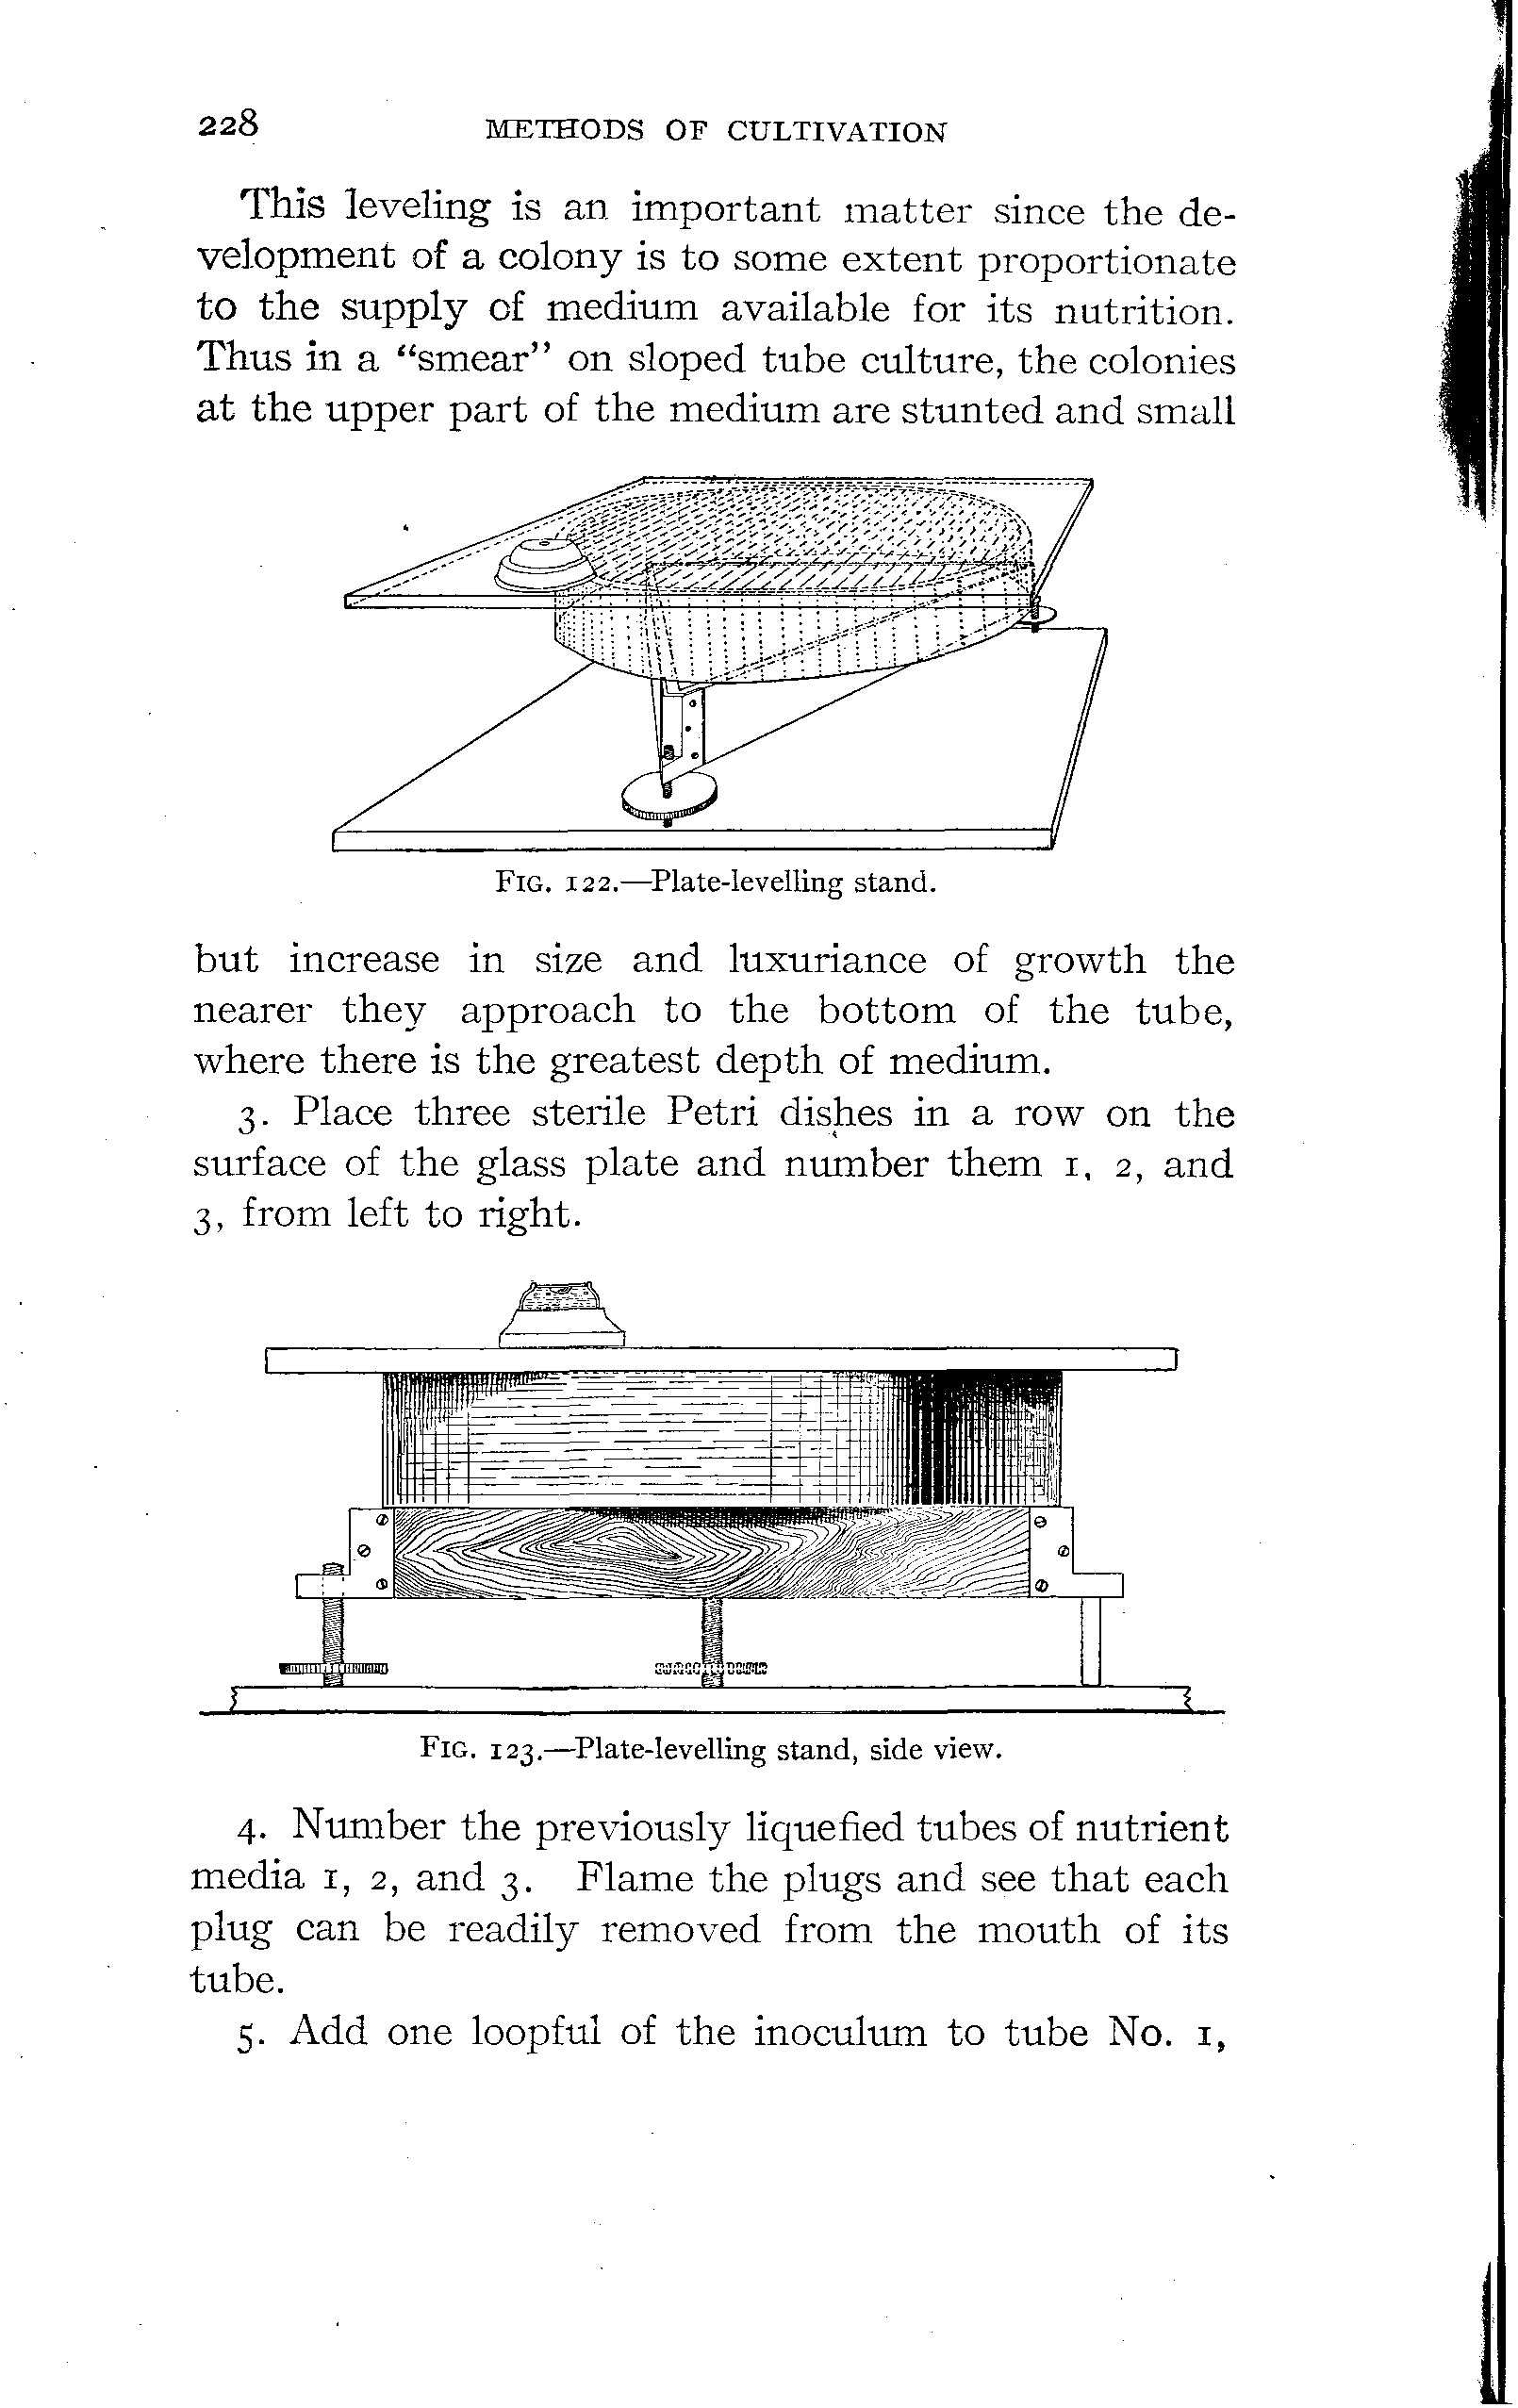 228
METHODS OF CULTIVATION
This leveling is an important matter since the de-
velopment of a colony is to some extent proportionate
to the supply of medium available for its nutrition.
Thus in a “smear” on sloped tube culture, the colonies
at the upper part of the medium are stunted and small
FIG. 122.—Plate-levelling stand.
but increase in size and luxuriance of growth the
nearer they approach to the bottom of the tube,
where there is the greatest depth of medium.
3. Place three sterile Petri dishes in a row on the
surface of the glass plate and number them 1, 2, and
3, from left to right.
FIG. 123.—Plate-levelling stand, side view.
4. Number the previously liquefied tubes of nutrient
media 1, 2, and 3. Flame the plugs and see that each
plug can be readily removed from the mouth of its
tube.
5. Add one loopful of the inoculum to tube No. 1,